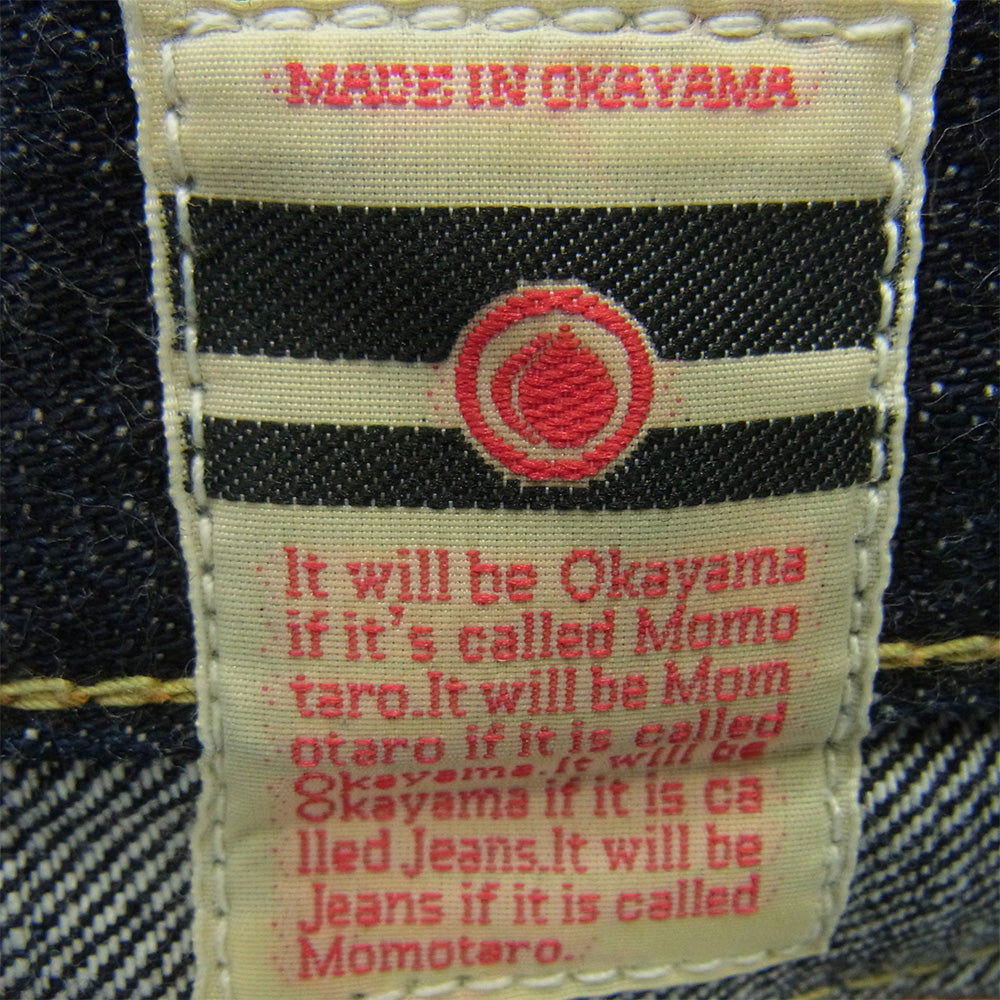 MADE IN OKAYAMA
It will be Okayama
if it's called Momo
taro.It will be Mom
otaro if it is called
Okayama.It will be
Okayama if it is ca
lled Jeans.It will be
Jeans if it is called
Momotaro.